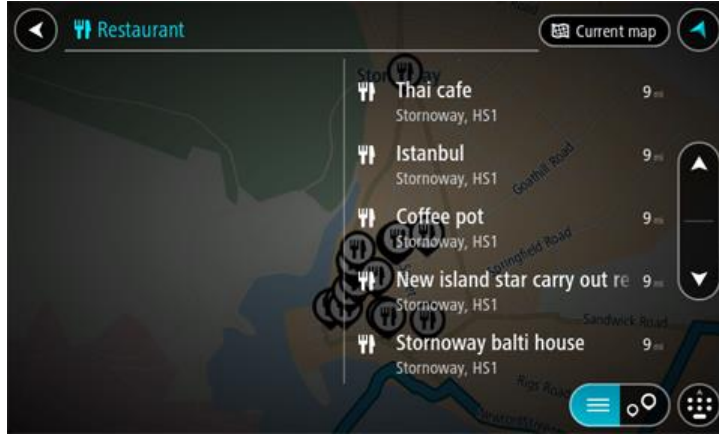 Restaurant
Current map
Thai cafe
9 mi
Stornoway, HS1
Istanbul
9 mi
Stornoway, HS1
Goathill Road
Coffee pot
9 mi
Stornoway, HS1
Springfield Road
New island star carry out re
9 mi
Stornoway, HS1
Sandwick Road
Stornoway balti house
9 mi
Stornoway, HS1
Rigs Road